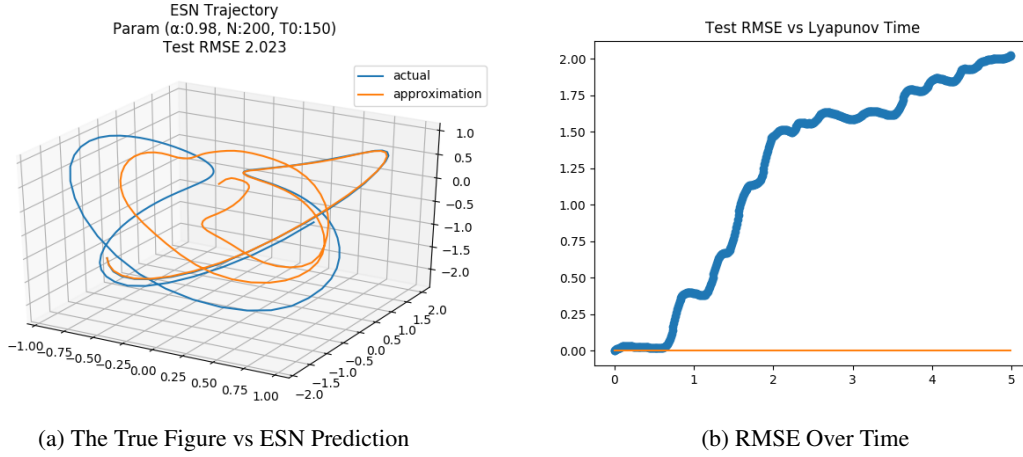 ESN Trajectory
Param (α:0.98, N:200, T0:150)
Test RMSE 2.023
actual
approximation
1.0
0.5
0.0
−0.5
−1.0
−1.5
−2.0
−1.00 −0.75 −0.50 −0.25 0.00 0.25 0.50 0.75 1.00
−2.0 −1.5 −1.0 −0.5 0.0 0.5 1.0 1.5 2.0
(a) The True Figure vs ESN Prediction
Test RMSE vs Lyapunov Time
2.00
1.75
1.50
1.25
1.00
0.75
0.50
0.25
0.00
0 1 2 3 4 5
(b) RMSE Over Time